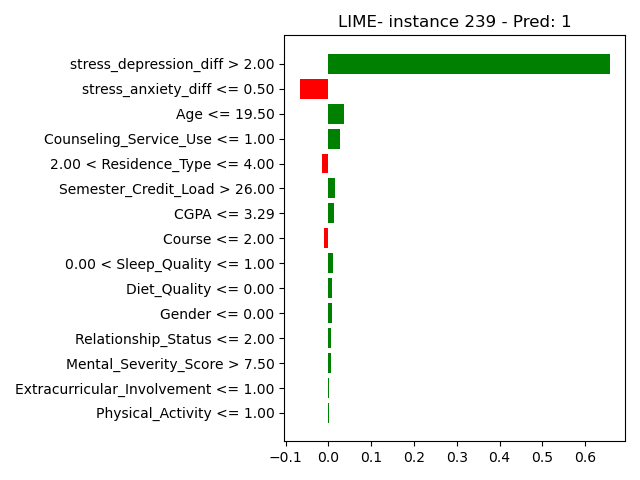 LIME- instance 239 - Pred: 1
stress_depression_diff > 2.00
stress_anxiety_diff <= 0.50
Age <= 19.50
Counseling_Service_Use <= 1.00
2.00 < Residence_Type <= 4.00
Semester_Credit_Load > 26.00
CGPA <= 3.29
Course <= 2.00
0.00 < Sleep_Quality <= 1.00
Diet_Quality <= 0.00
Gender <= 0.00
Relationship_Status <= 2.00
Mental_Severity_Score > 7.50
Extracurricular_Involvement <= 1.00
Physical_Activity <= 1.00
−0.1 0.0 0.1 0.2 0.3 0.4 0.5 0.6